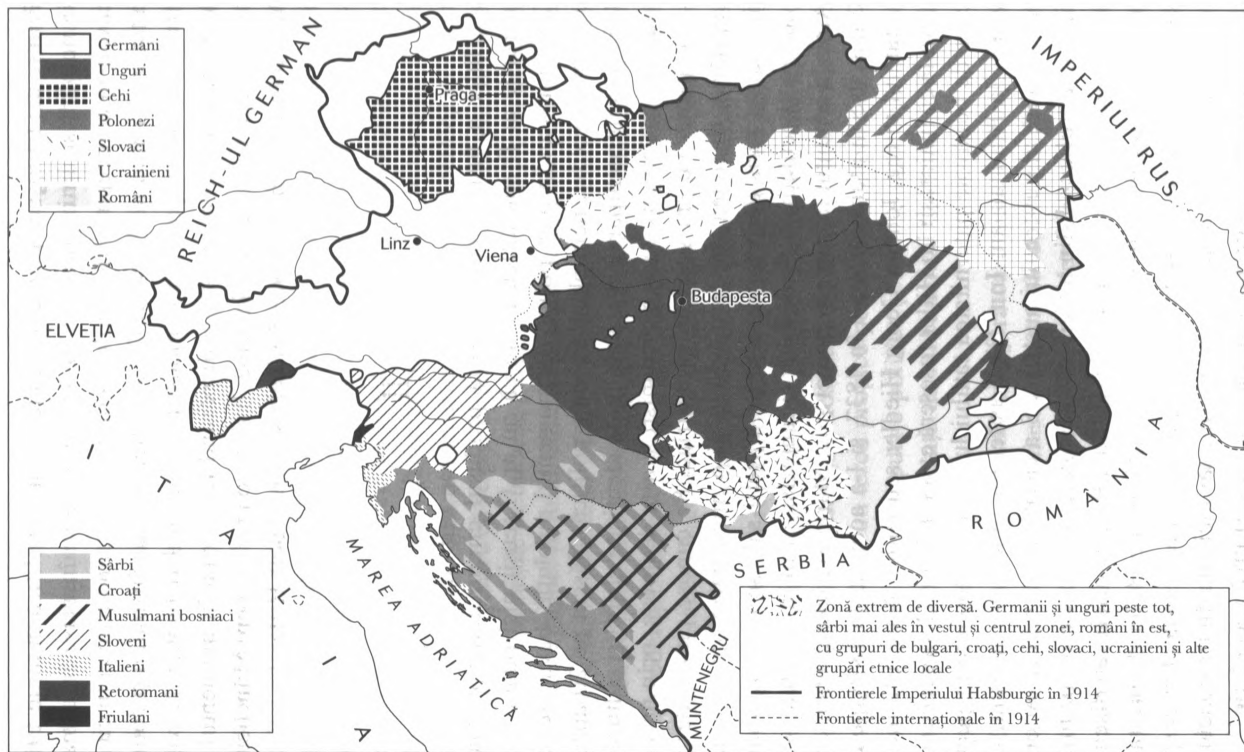 Germani
Unguri
Cehi
Polonezi
Slovaci
Ucrainieni
Români
REICH-UL GERMAN
IMPERIUL RUS
Praga
Linz
Viena
Budapesta
ELVEȚIA
ITALIA
MAREA ADRIATICĂ
SERBIA
MUNTENEGRU
ROMÂNIA
Sârbi
Croați
Musulmani bosniaci
Sloveni
Italieni
Retoromani
Friulani
Zonă extrem de diversă. Germanii și unguri peste tot,
sârbi mai ales în vestul și centrul zonei, români în est,
cu grupuri de bulgari, croați, cehi, slovaci, ucrainieni și alte
grupări etnice locale
Frontierele Imperiului Habsburgic în 1914
Frontierele internaționale în 1914